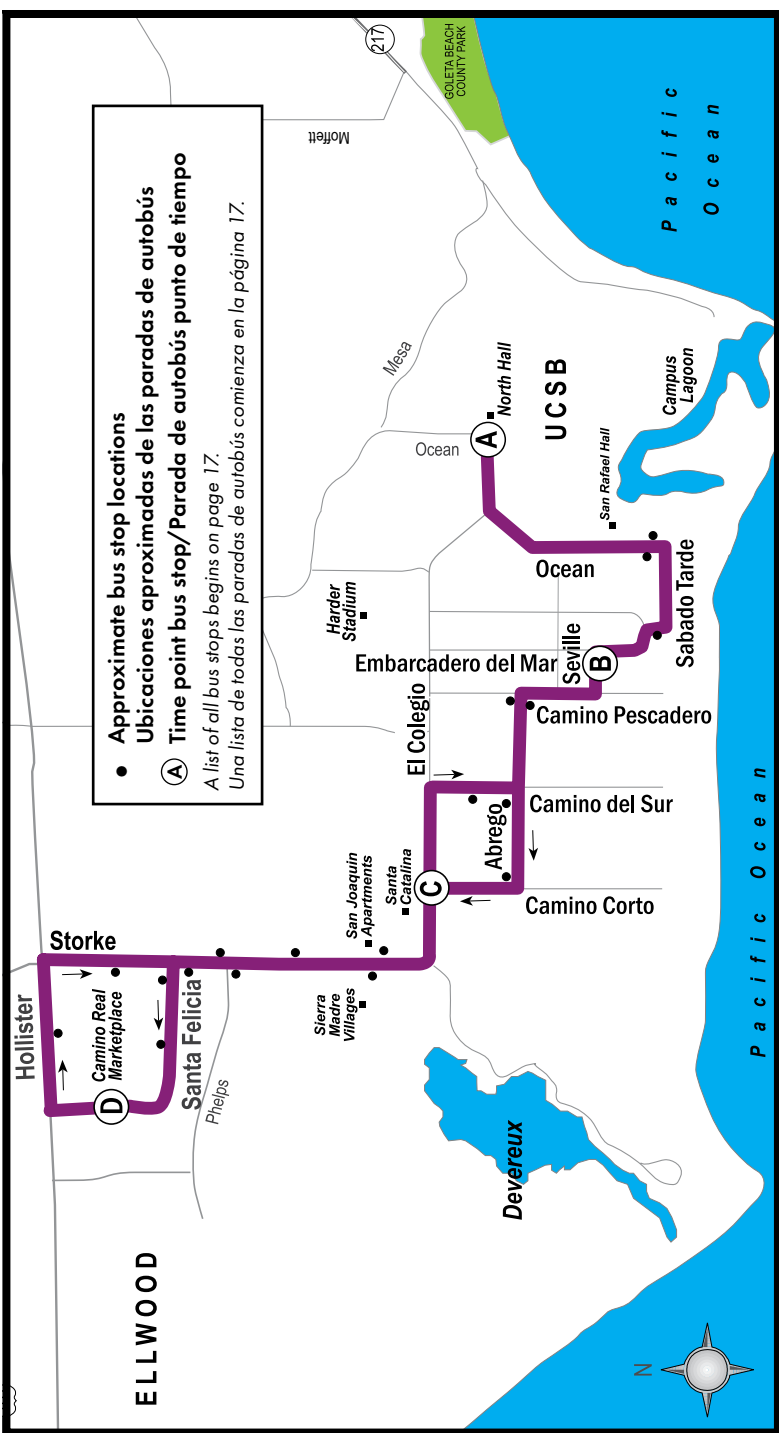 Approximate bus stop locations
Ubicaciones aproximadas de las paradas de autobús
A Time point bus stop/Parada de autobús punto de tiempo
A list of all bus stops begins on page 17.
Una lista de todas las paradas de autobús comienza en la página 17.
Hollister
Storke
D
Camino Real
Marketplace
Santa Felicia
Phelps
ELLWOOD
217
Moffett
GOLETA BEACH
COUNTY PARK
Mesa
Ocean
A
North Hall
UCSB
San Rafael Hall
Campus
Lagoon
Ocean
Sabado Tarde
Harder
Stadium
Embarcadero del Mar
Seville
B
Camino Pescadero
El Colegio
Camino del Sur
Abrego
Camino Corto
C
Santa
Catalina
San Joaquin
Apartments
Sierra
Madre
Villages
Devereux
Pacific
Ocean
Pacific Ocean
N